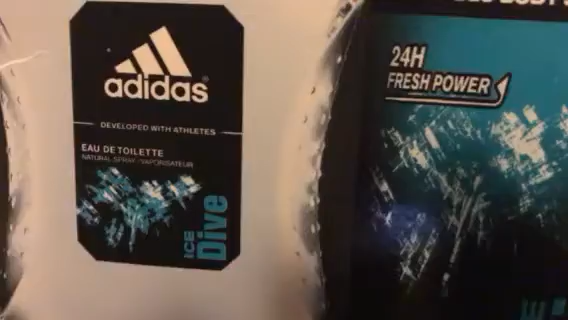 adidas
DEVELOPED WITH ATHLETES
EAU DE TOILETTE
NATURAL SPRAY / VAPORISATEUR
ICE
Dive
24H
FRESH POWER